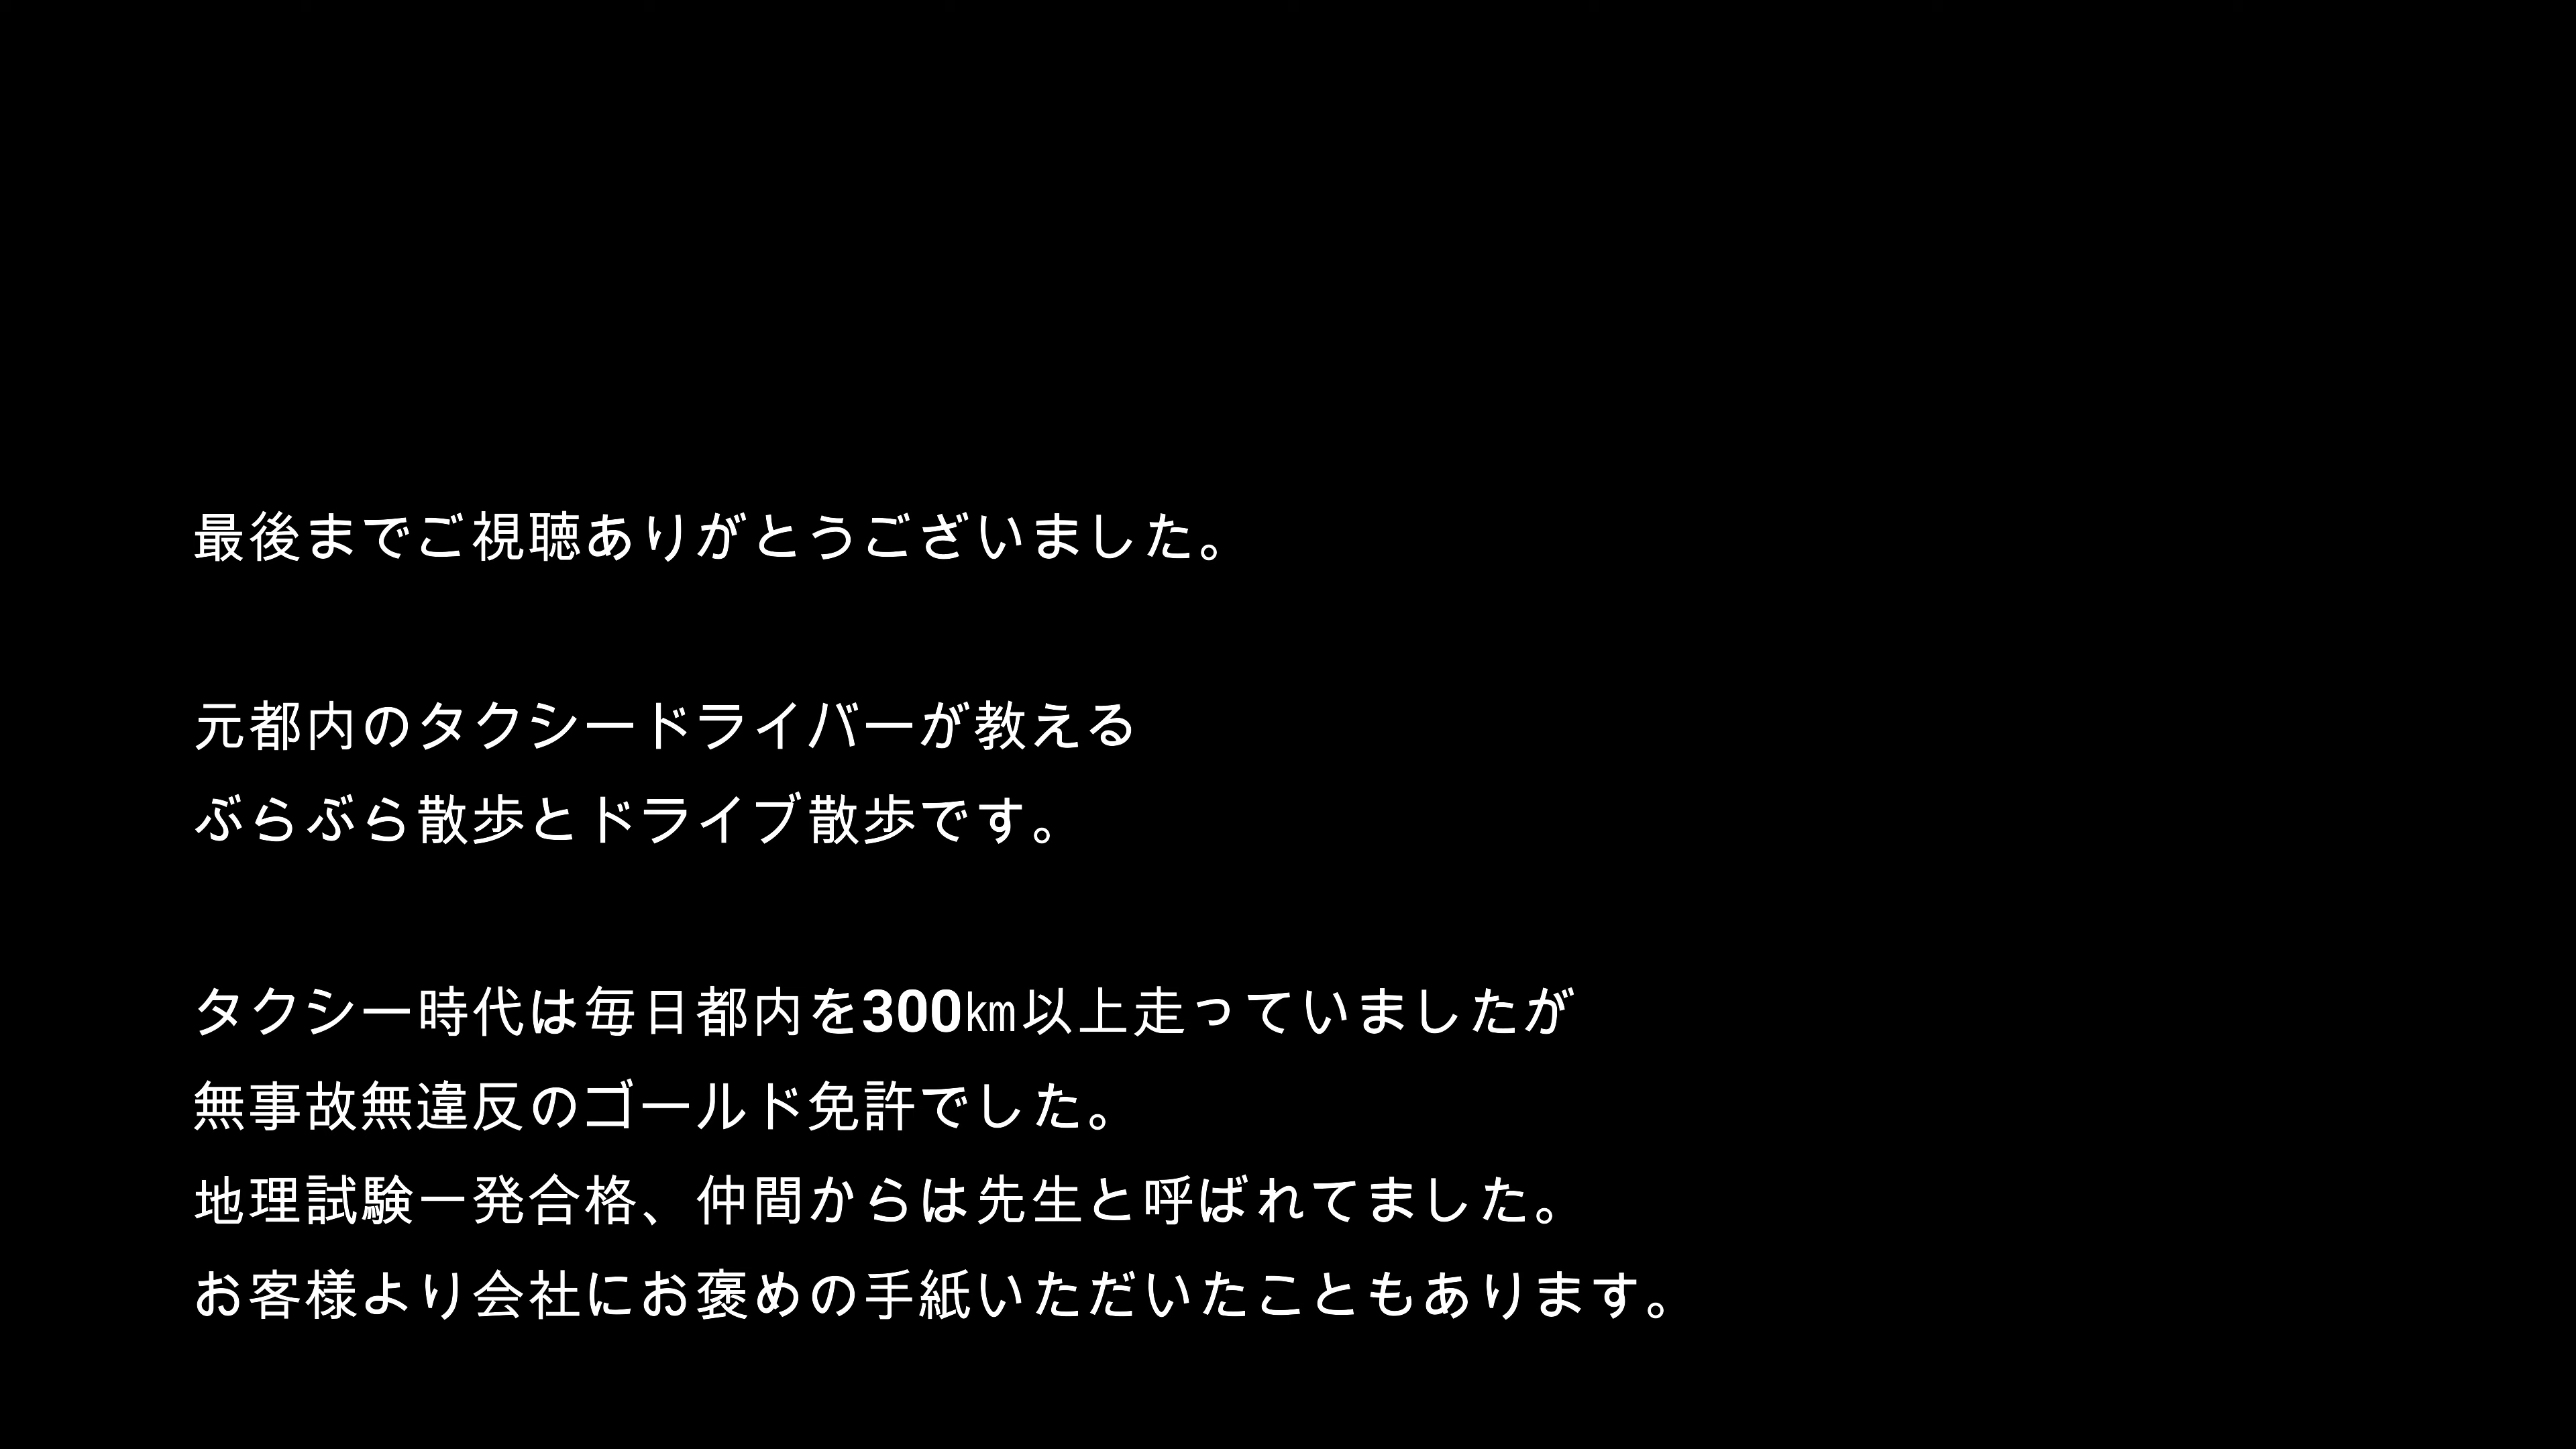 最後までご視聴ありがとうございました。
元都内のタクシードライバーが教える
ぶらぶら散歩とドライブ散歩です。
タクシー時代は毎日都内を300㎞以上走っていましたが
無事故無違反のゴールド免許でした。
地理試験一発合格、仲間からは先生と呼ばれてました。
お客様より会社にお褒めの手紙いただいたこともあります。